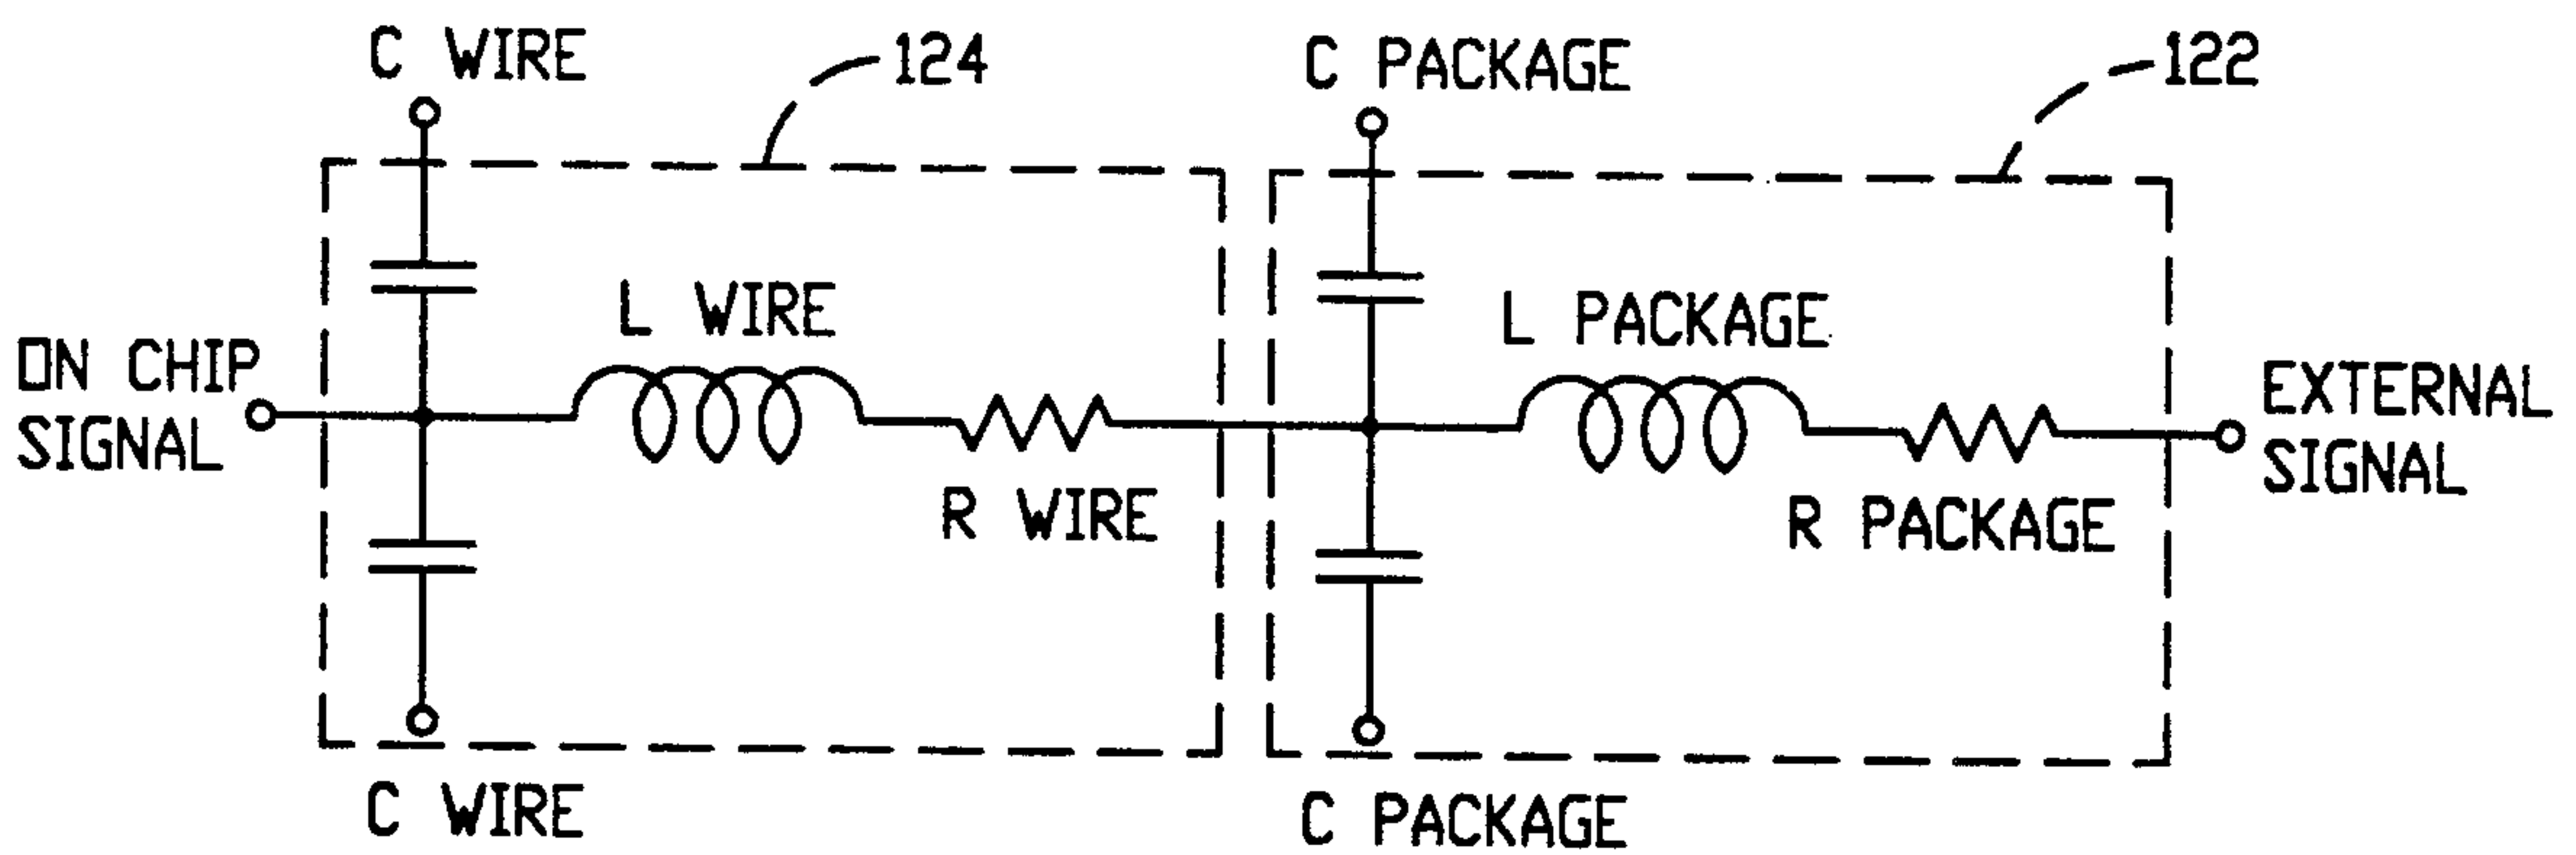 C WIRE
124
C PACKAGE
122
L WIRE
L PACKAGE
ON CHIP
SIGNAL
EXTERNAL
SIGNAL
R WIRE
R PACKAGE
C WIRE
C PACKAGE